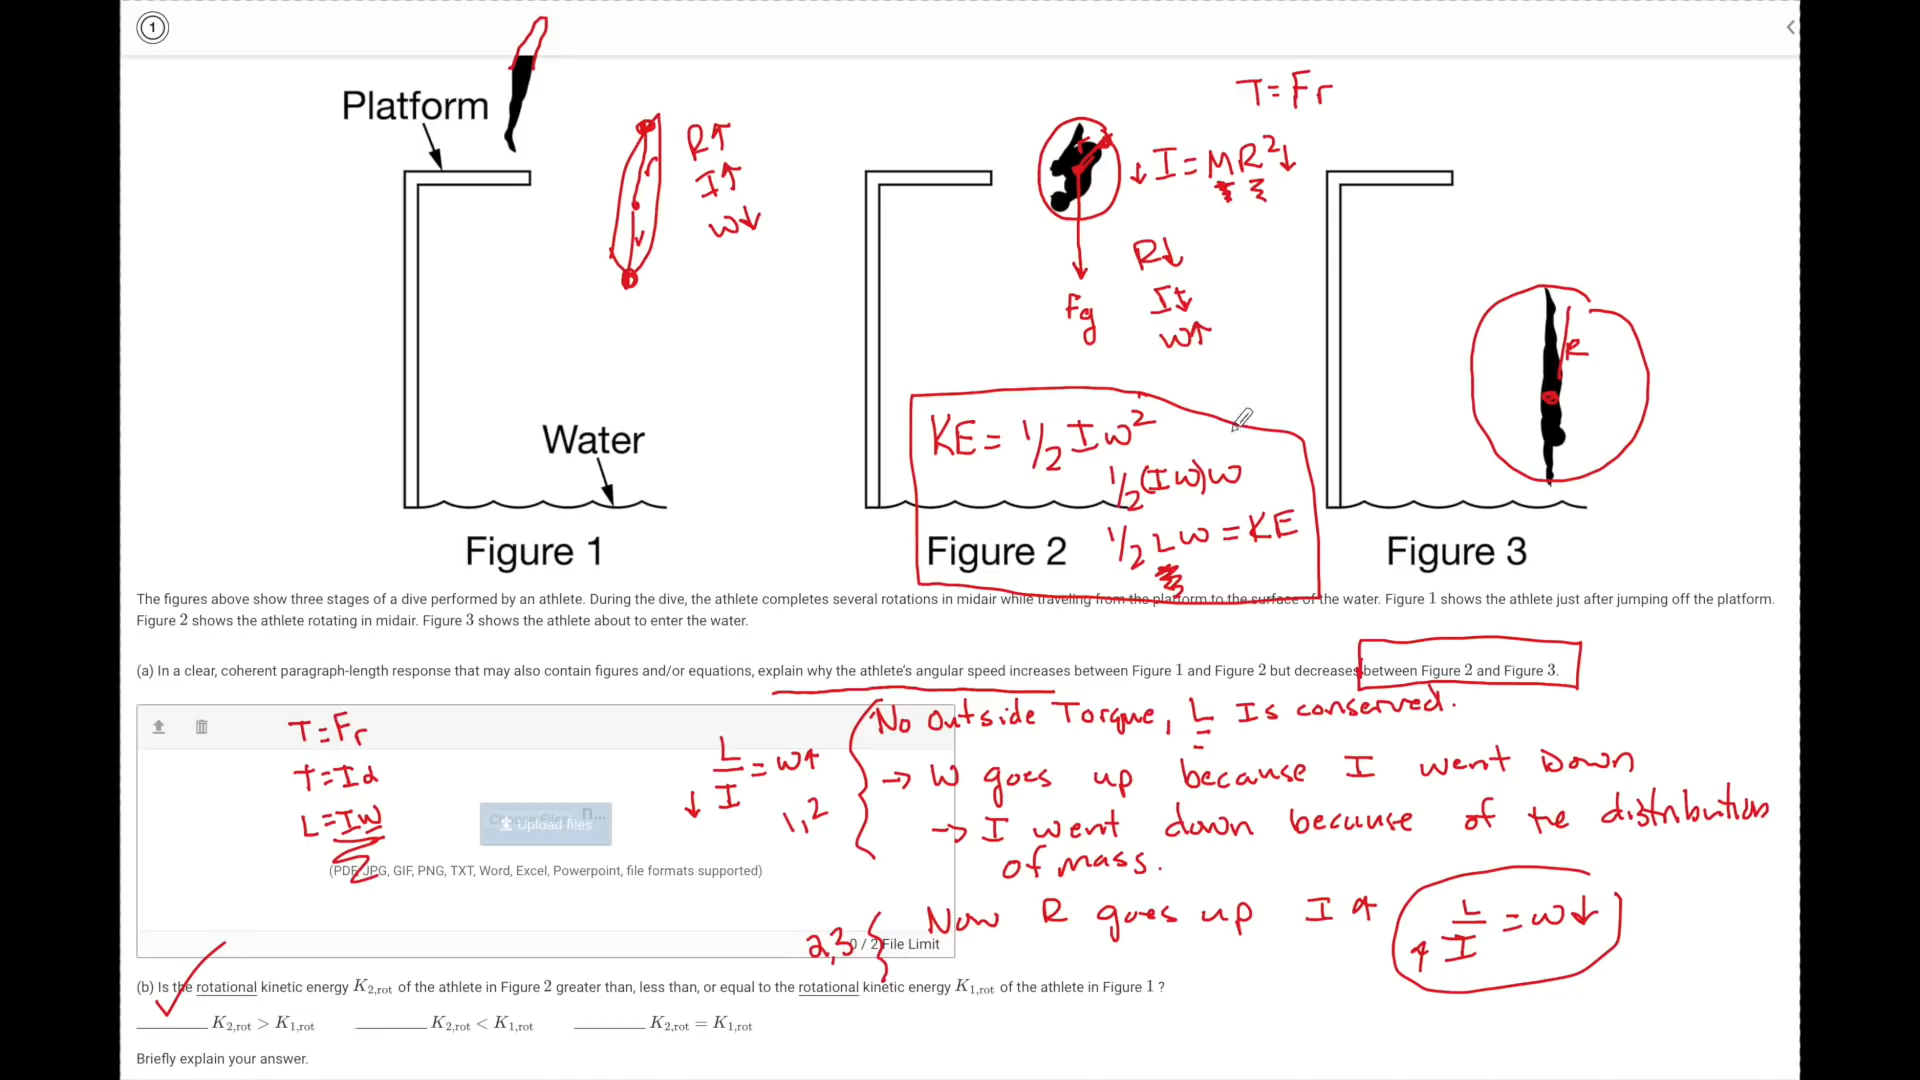 1
Platform
T=Fr
R↑
I↑
W↓
r
r
r
↓I=MR²↓
R↓
I↓
W↑
Fg
R
KE = 1/2 Iw²
1/2 (Iw)w
1/2 Lw = KE
Water
Figure 1
Figure 2
Figure 3
The figures above show three stages of a dive performed by an athlete. During the dive, the athlete completes several rotations in midair while traveling from the platform to the surface of the water. Figure 1 shows the athlete just after jumping off the platform.
Figure 2 shows the athlete rotating in midair. Figure 3 shows the athlete about to enter the water.
(a) In a clear, coherent paragraph-length response that may also contain figures and/or equations, explain why the athlete's angular speed increases between Figure 1 and Figure 2 but decreases between Figure 2 and Figure 3.
T=Fr
T=Iα
L=Iw
Upload files
(PDF, JPG, GIF, PNG, TXT, Word, Excel, Powerpoint, file formats supported)
L/↓I = w↑
1,2
No outside Torque, L Is conserved.
→ W goes up because I went Down
→ I went down because of the distribution
of mass.
2,3
Now R goes up I↑
L/↑I = w↓
0 / 2 File Limit
(b) Is the rotational kinetic energy K2,rot of the athlete in Figure 2 greater than, less than, or equal to the rotational kinetic energy K1,rot of the athlete in Figure 1 ?
________ K2,rot > K1,rot ________ K2,rot < K1,rot ________ K2,rot = K1,rot
Briefly explain your answer.